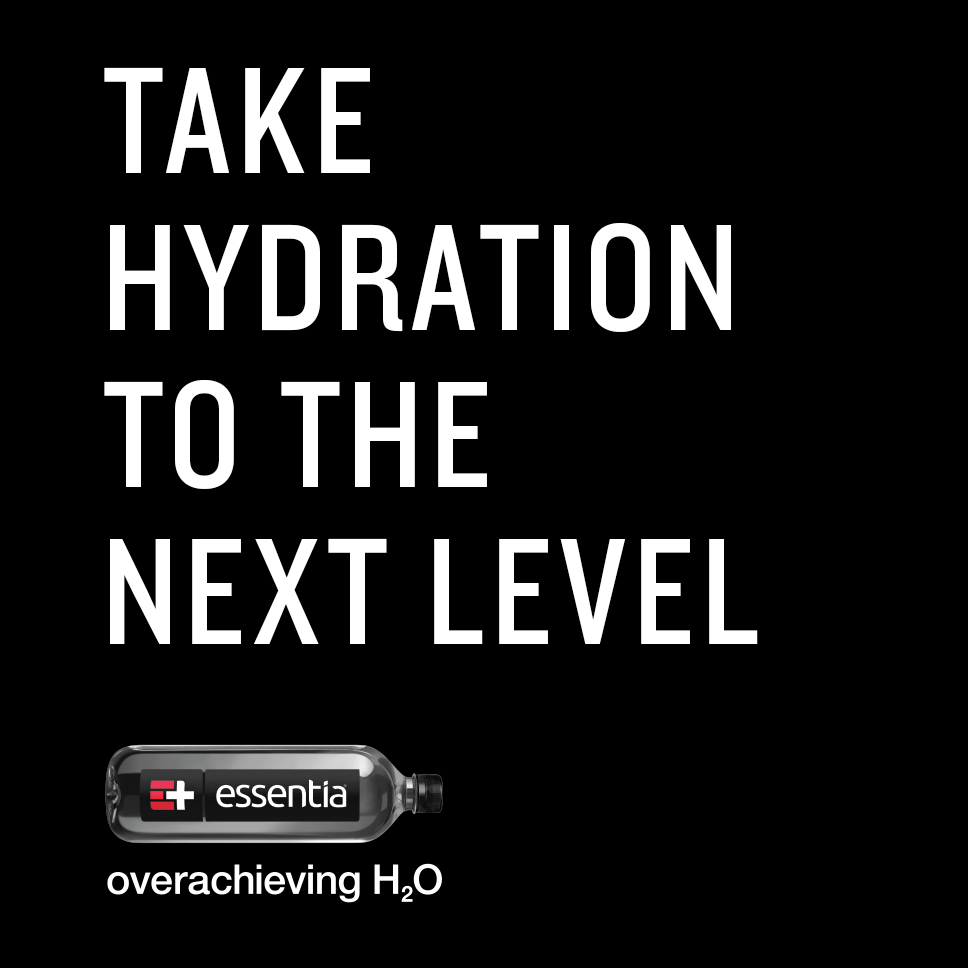 TAKE
HYDRATION
TO THE
NEXT LEVEL
essentia
overachieving H₂O